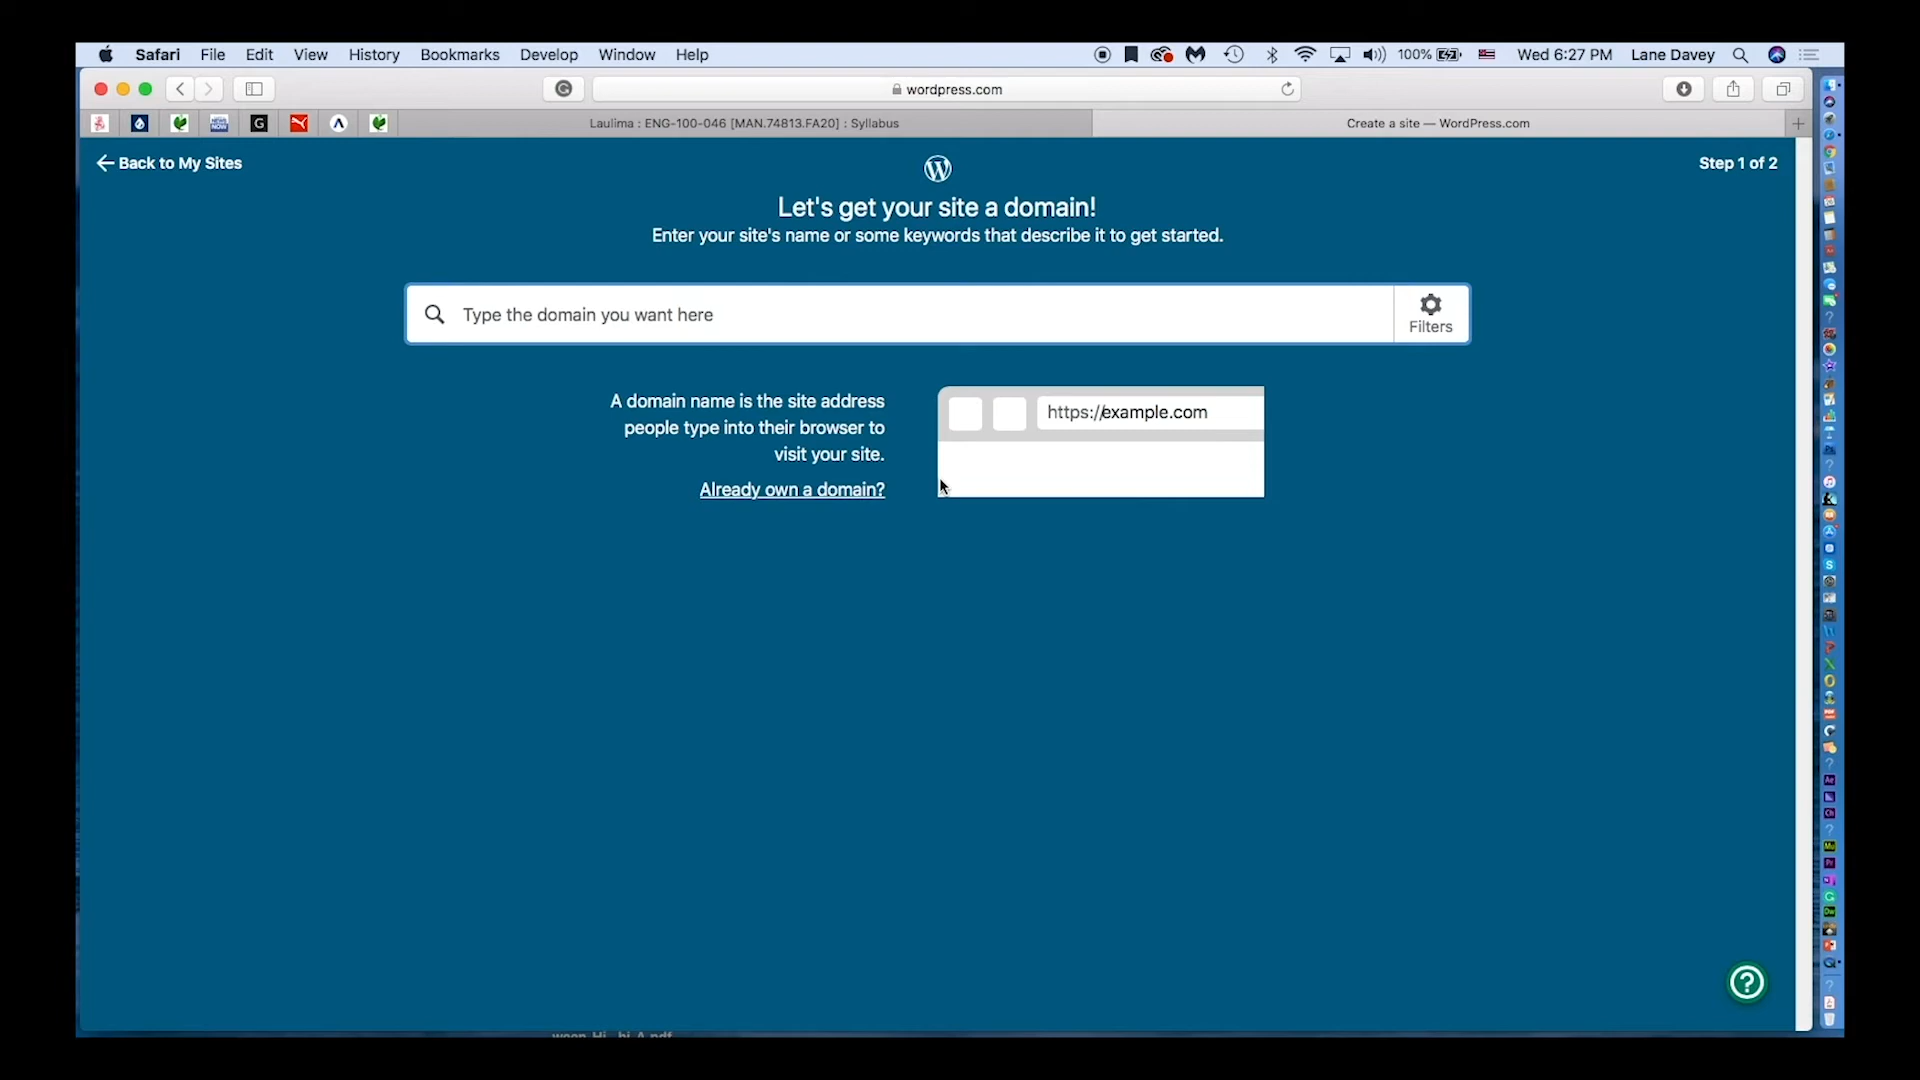 Safari File Edit View History Bookmarks Develop Window Help 100% Wed 6:27 PM Lane Davey
wordpress.com
Laulima : ENG-100-046 [MAN.74813.FA20] : Syllabus
Create a site — WordPress.com
Back to My Sites
Step 1 of 2
Let's get your site a domain!
Enter your site's name or some keywords that describe it to get started.
Type the domain you want here
Filters
A domain name is the site address
people type into their browser to
visit your site.
Already own a domain?
https://example.com